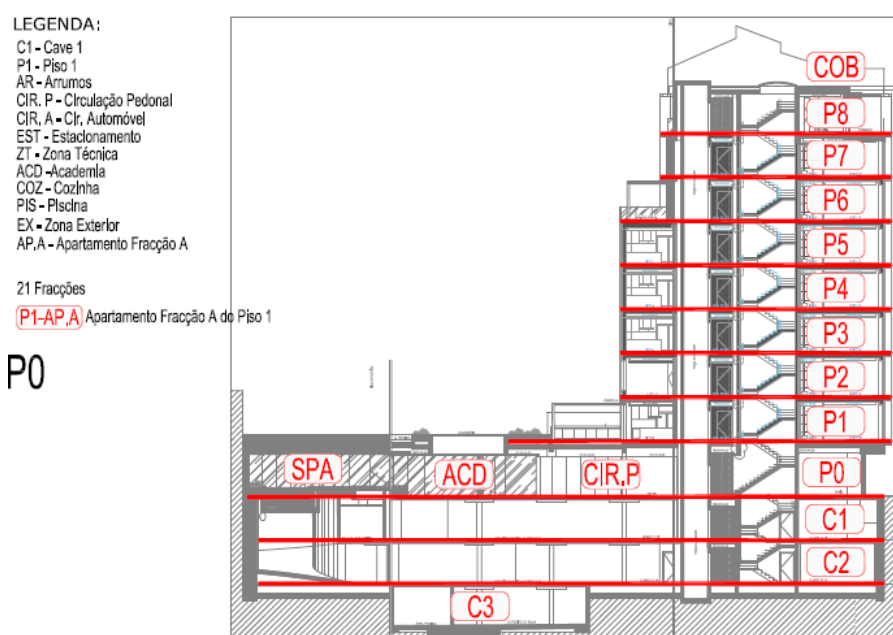 LEGENDA:
C1 - Cave 1
P1 - Piso 1
AR - Arrumos
CIR. P - Circulação Pedonal
CIR. A - Cir. Automóvel
EST - Estacionamento
ZT - Zona Técnica
ACD - Academia
COZ - Cozinha
PIS - Piscina
EX - Zona Exterior
AP.A - Apartamento Fracção A
21 Fracções
P1-AP.A Apartamento Fracção A do Piso 1
P0
COB
P8
P7
P6
P5
P4
P3
P2
P1
SPA ACD CIR.P P0
C1
C2
C3